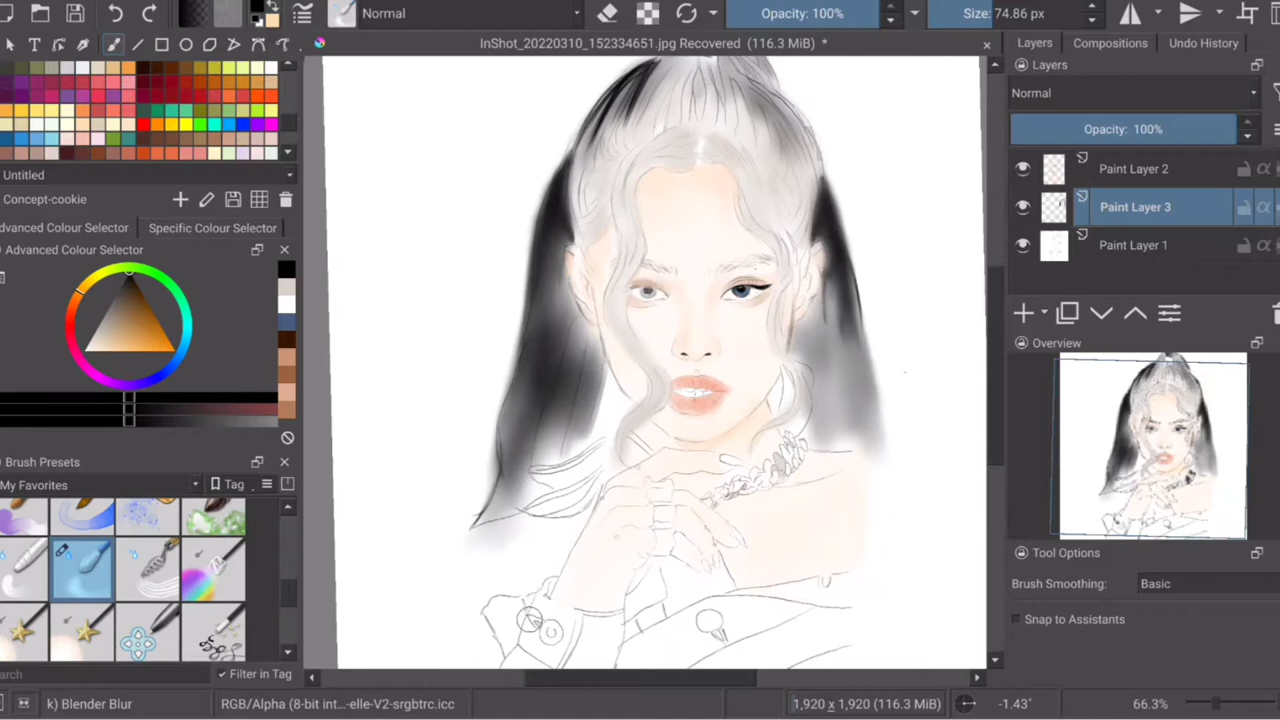 Normal
Opacity: 100%
Size: 74.86 px
InShot_20220310_152334651.jpg Recovered (116.3 MiB) *
Layers
Compositions
Undo History
Layers
Normal
Opacity: 100%
Paint Layer 2
Paint Layer 3
Paint Layer 1
Untitled
Concept-cookie
dvanced Colour Selector
Specific Colour Selector
Advanced Colour Selector
Overview
Brush Presets
My Favorites
Tag
Tool Options
Brush Smoothing:
Basic
Snap to Assistants
earch
Filter in Tag
k) Blender Blur
RGB/Alpha (8-bit int...-elle-V2-srgbtrc.icc
1,920 x 1,920 (116.3 MiB)
-1.43°
66.3%